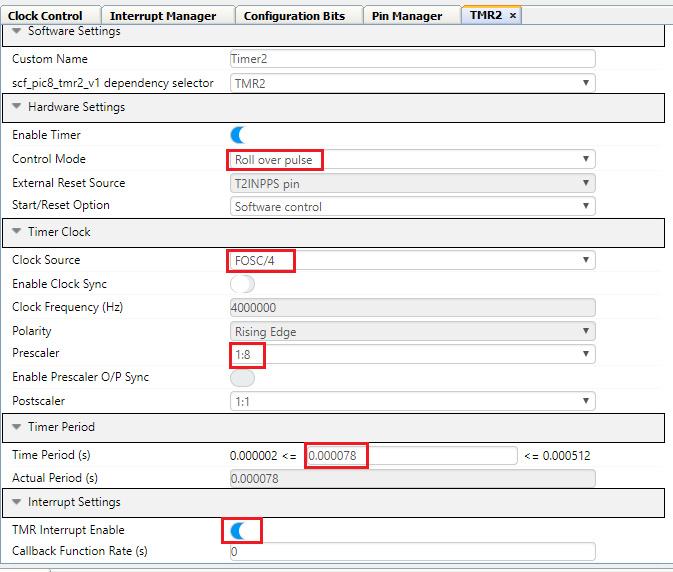 Clock Control Interrupt Manager Configuration Bits Pin Manager TMR2 ×
Software Settings
Custom Name Timer2
scf_pic8_tmr2_v1 dependency selector TMR2
Hardware Settings
Enable Timer
Control Mode Roll over pulse
External Reset Source T2INPPS pin
Start/Reset Option Software control
Timer Clock
Clock Source FOSC/4
Enable Clock Sync
Clock Frequency (Hz) 4000000
Polarity Rising Edge
Prescaler 1:8
Enable Prescaler O/P Sync
Postscaler 1:1
Timer Period
Time Period (s) 0.000002 <= 0.000078 <= 0.000512
Actual Period (s) 0.000078
Interrupt Settings
TMR Interrupt Enable
Callback Function Rate (s) 0